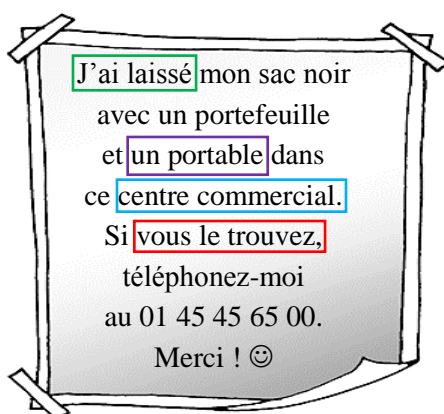 J'ai laissé mon sac noir
avec un portefeuille
et un portable dans
ce centre commercial.
Si vous le trouvez,
téléphonez-moi
au 01 45 45 65 00.
Merci ! ☺